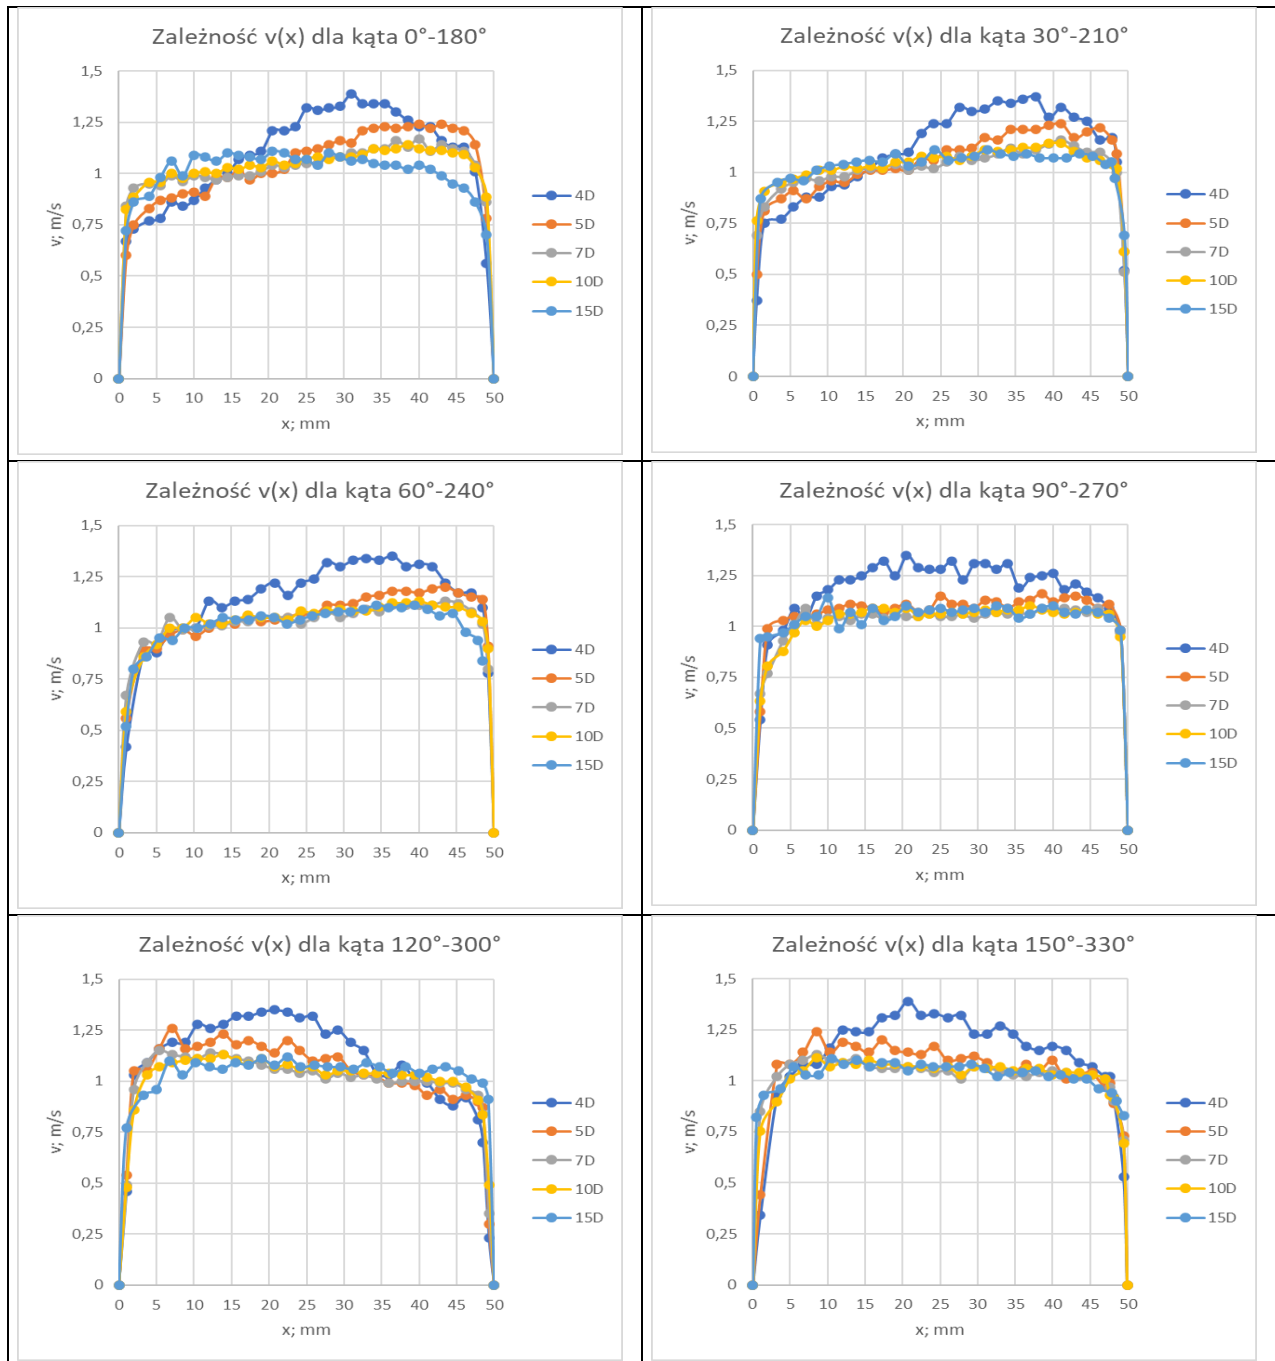 Zależność v(x) dla kąta 0°-180°
1,5
1,25
1
0,75
0,5
0,25
0
v; m/s
0 5 10 15 20 25 30 35 40 45 50
x; mm
4D
5D
7D
10D
15D
Zależność v(x) dla kąta 30°-210°
1,5
1,25
1
0,75
0,5
0,25
0
v; m/s
0 5 10 15 20 25 30 35 40 45 50
x; mm
4D
5D
7D
10D
15D
Zależność v(x) dla kąta 60°-240°
1,5
1,25
1
0,75
0,5
0,25
0
v; m/s
0 5 10 15 20 25 30 35 40 45 50
x; mm
4D
5D
7D
10D
15D
Zależność v(x) dla kąta 90°-270°
1,5
1,25
1
0,75
0,5
0,25
0
v; m/s
0 5 10 15 20 25 30 35 40 45 50
x; mm
4D
5D
7D
10D
15D
Zależność v(x) dla kąta 120°-300°
1,5
1,25
1
0,75
0,5
0,25
0
v; m/s
0 5 10 15 20 25 30 35 40 45 50
x; mm
4D
5D
7D
10D
15D
Zależność v(x) dla kąta 150°-330°
1,5
1,25
1
0,75
0,5
0,25
0
v; m/s
0 5 10 15 20 25 30 35 40 45 50
x; mm
4D
5D
7D
10D
15D